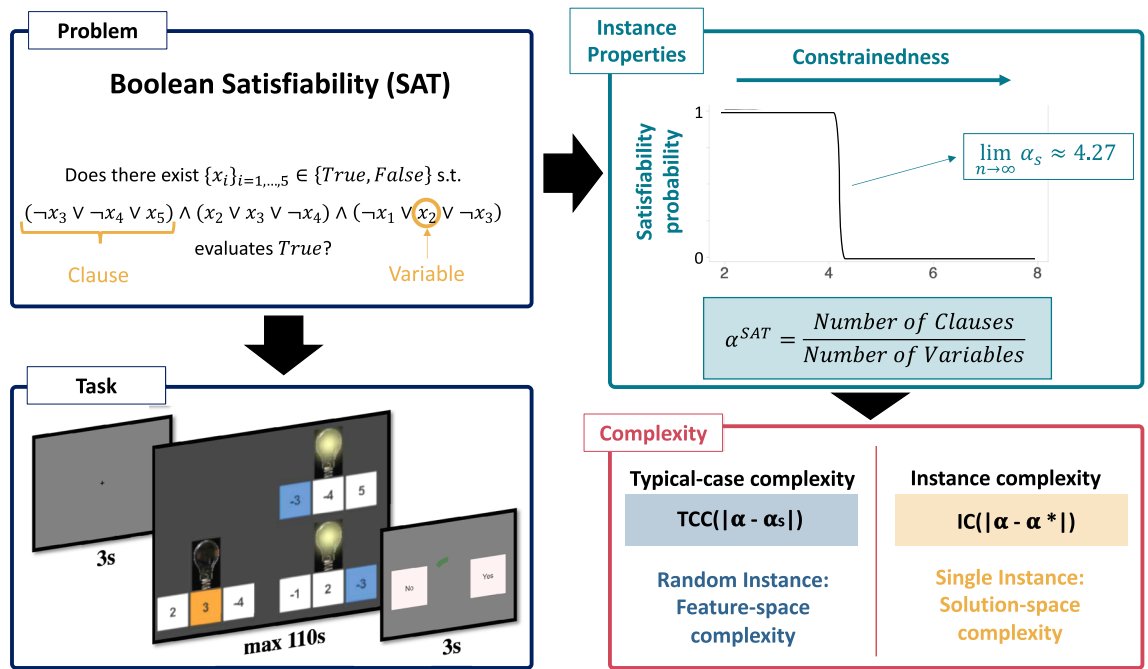 Problem
Boolean Satisfiability (SAT)
Does there exist {x_i}_{i=1,…,5} ∈ {True, False} s.t.
(¬x₃ ∨ ¬x₄ ∨ x₅) ∧ (x₂ ∨ x₃ ∨ ¬x₄) ∧ (¬x₁ ∨ x₂ ∨ ¬x₃)
evaluates True?
Clause
Variable
Instance
Properties
Constrainedness
Satisfiability
probability
1
0
2 4 6 8
lim_{n→∞} α_s ≈ 4.27
α^{SAT} = Number of Clauses / Number of Variables
Task
+
3s
-3 -4 5
2 3 -4
-1 2 -3
max 110s
No
Yes
3s
Complexity
Typical-case complexity
TCC(|α - αs|)
Random Instance:
Feature-space
complexity
Instance complexity
IC(|α - α *|)
Single Instance:
Solution-space
complexity